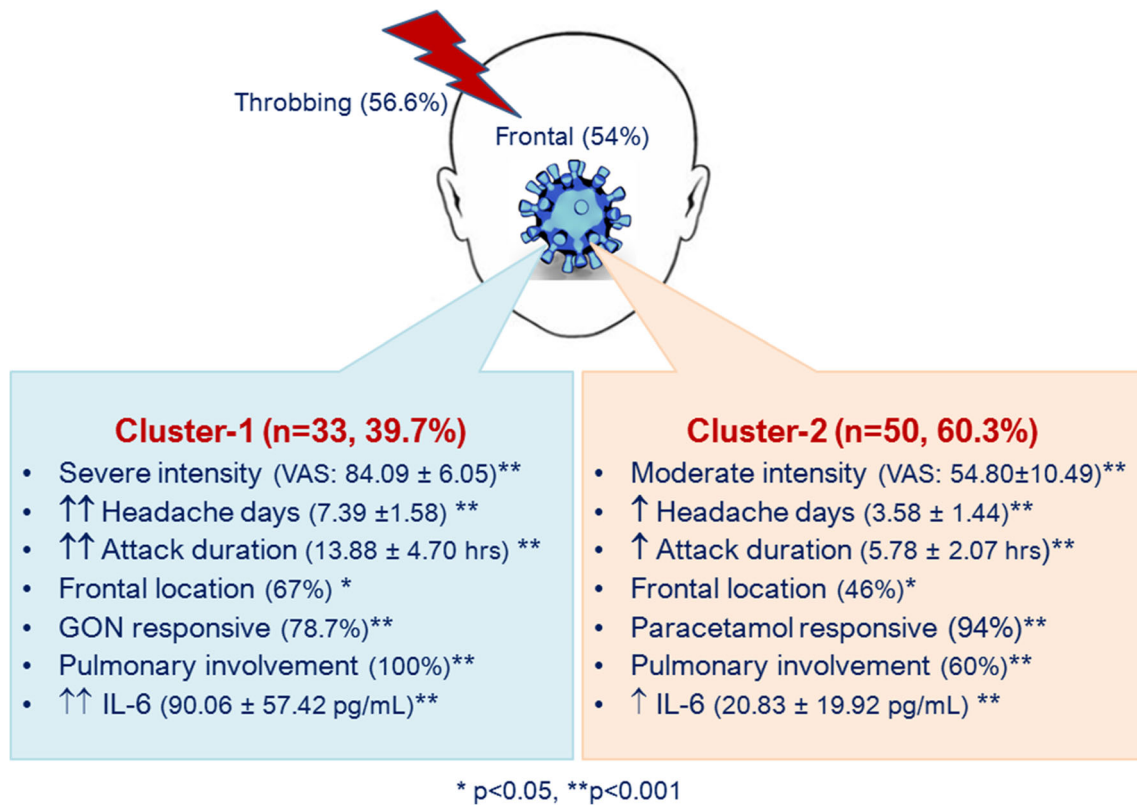 Throbbing (56.6%)
Frontal (54%)
Cluster-1 (n=33, 39.7%)
• Severe intensity (VAS: 84.09 ± 6.05)**
• ↑↑ Headache days (7.39 ±1.58) **
• ↑↑ Attack duration (13.88 ± 4.70 hrs) **
• Frontal location (67%) *
• GON responsive (78.7%)**
• Pulmonary involvement (100%)**
• ↑↑ IL-6 (90.06 ± 57.42 pg/mL)**
Cluster-2 (n=50, 60.3%)
• Moderate intensity (VAS: 54.80±10.49)**
• ↑ Headache days (3.58 ± 1.44)**
• ↑ Attack duration (5.78 ± 2.07 hrs)**
• Frontal location (46%)*
• Paracetamol responsive (94%)**
• Pulmonary involvement (60%)**
• ↑ IL-6 (20.83 ± 19.92 pg/mL) **
* p<0.05, **p<0.001